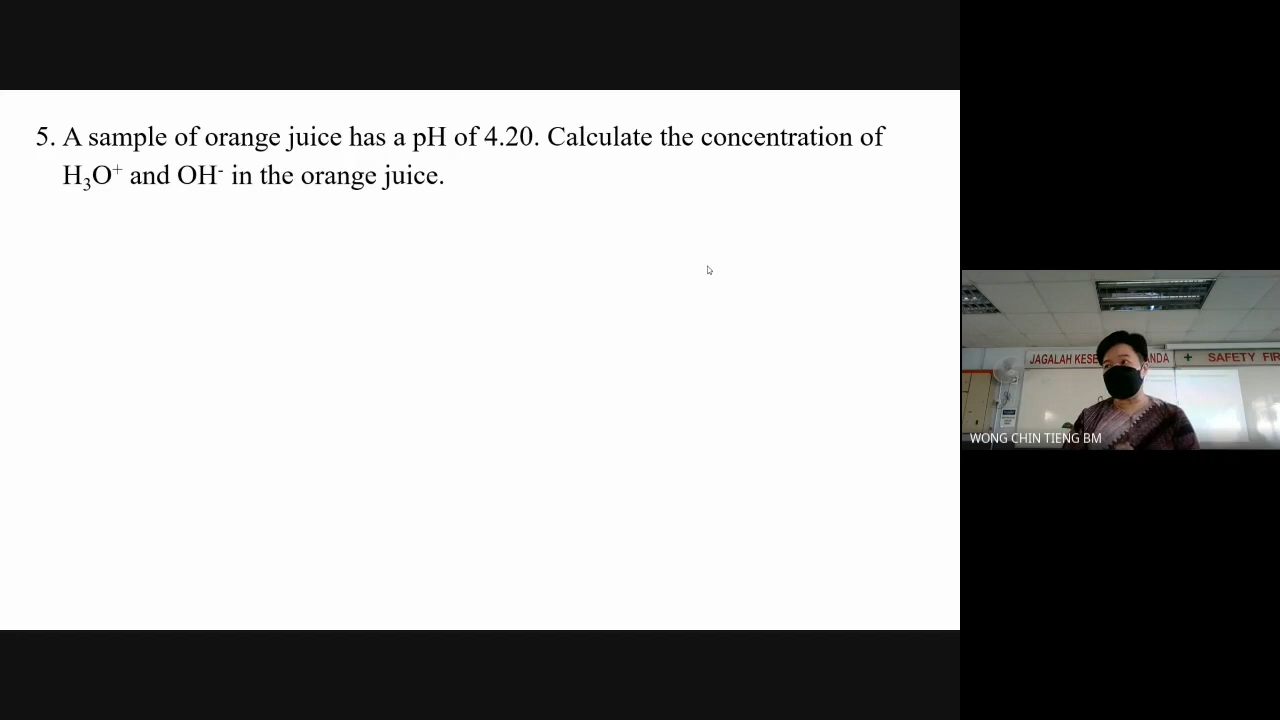 5. A sample of orange juice has a pH of 4.20. Calculate the concentration of
H₃O⁺ and OH⁻ in the orange juice.
JAGALAH KESE ANDA
+ SAFETY FIR
WONG CHIN TIENG BM